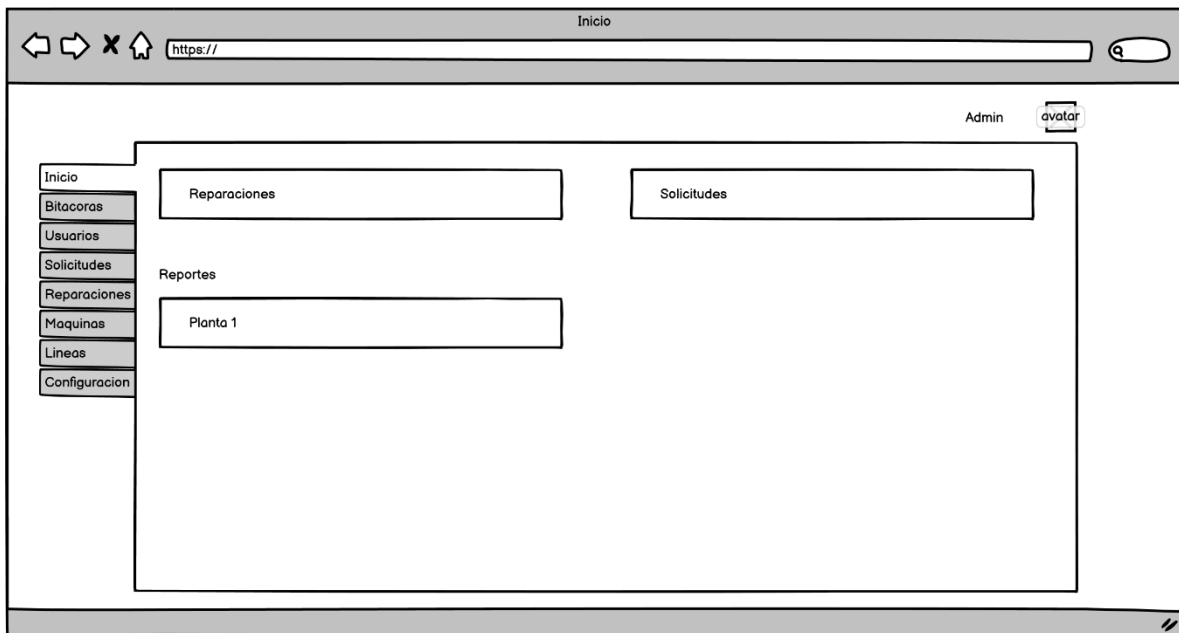 Inicio
https://
Admin
avatar
Inicio
Bitacoras
Usuarios
Solicitudes
Reparaciones
Maquinas
Lineas
Configuracion
Reparaciones
Solicitudes
Reportes
Planta 1